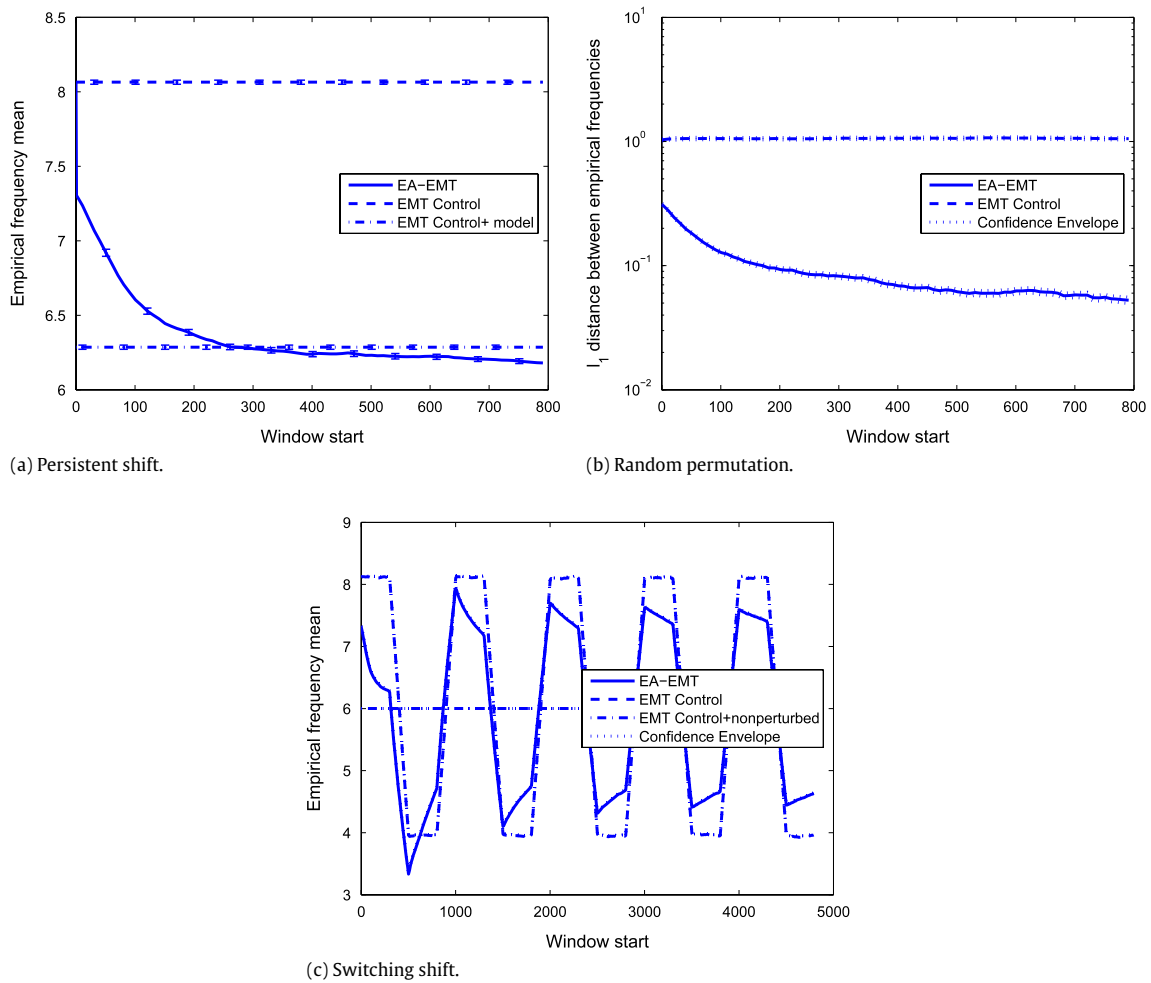 8.5
8
7.5
7
6.5
6
Empirical frequency mean
EA−EMT
EMT Control
EMT Control+ model
0 100 200 300 400 500 600 700 800
Window start
(a) Persistent shift.
10^1
10^0
10^−1
10^−2
l_1 distance between empirical frequencies
EA−EMT
EMT Control
Confidence Envelope
0 100 200 300 400 500 600 700 800
Window start
(b) Random permutation.
9
8
7
6
5
4
3
Empirical frequency mean
EA−EMT
EMT Control
EMT Control+nonperturbed
Confidence Envelope
0 1000 2000 3000 4000 5000
Window start
(c) Switching shift.